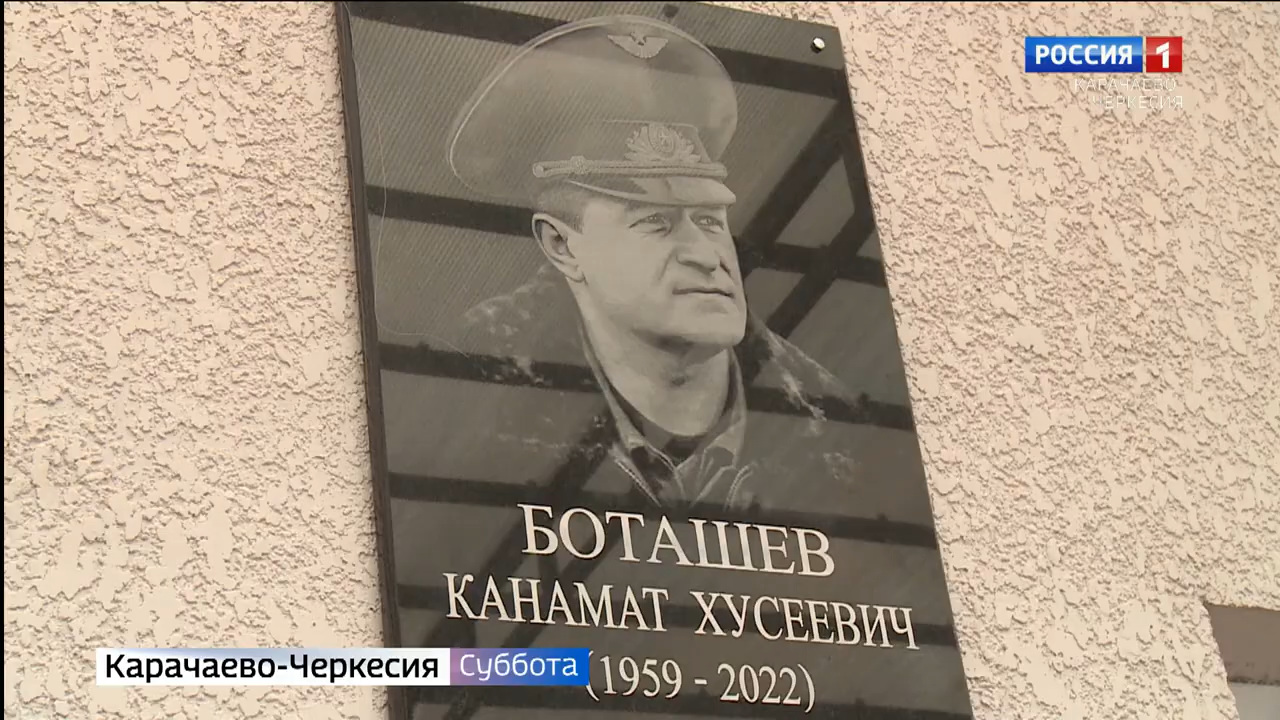 РОССИЯ 1
КАРАЧАЕВО-
ЧЕРКЕСИЯ
БОТАШЕВ
КАНАМАТ ХУСЕЕВИЧ
(1959 - 2022)
Карачаево-Черкесия Суббота